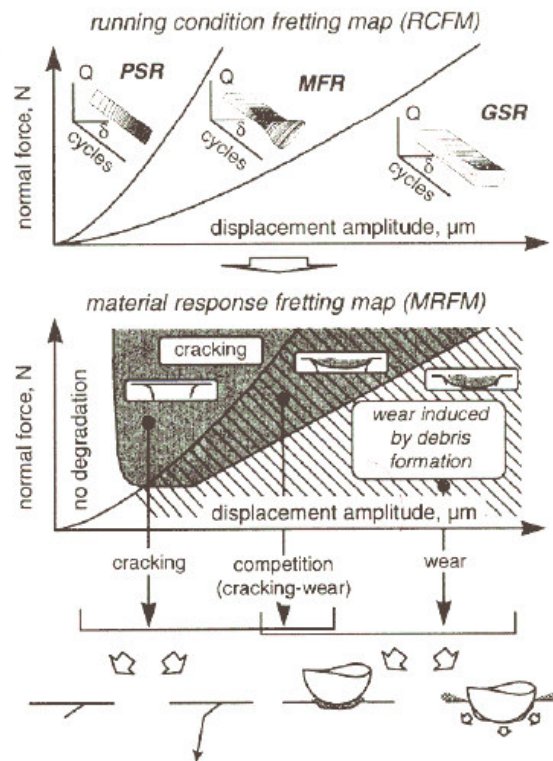 running condition fretting map (RCFM)
normal force, N
Q
PSR
δ
cycles
Q
MFR
δ
cycles
Q
GSR
δ
cycles
displacement amplitude, µm
material response fretting map (MRFM)
normal force, N
no degradation
cracking
wear induced
by debris
formation
displacement amplitude, µm
cracking
competition
(cracking-wear)
wear